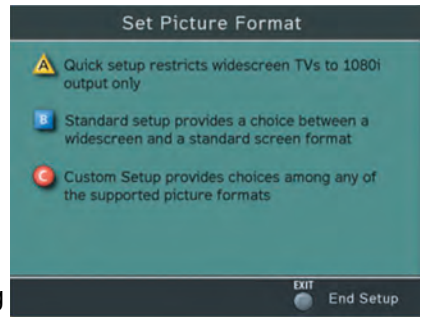 Set Picture Format
A Quick setup restricts widescreen TVs to 1080i
output only
B Standard setup provides a choice between a
widescreen and a standard screen format
C Custom Setup provides choices among any of
the supported picture formats
EXIT
End Setup